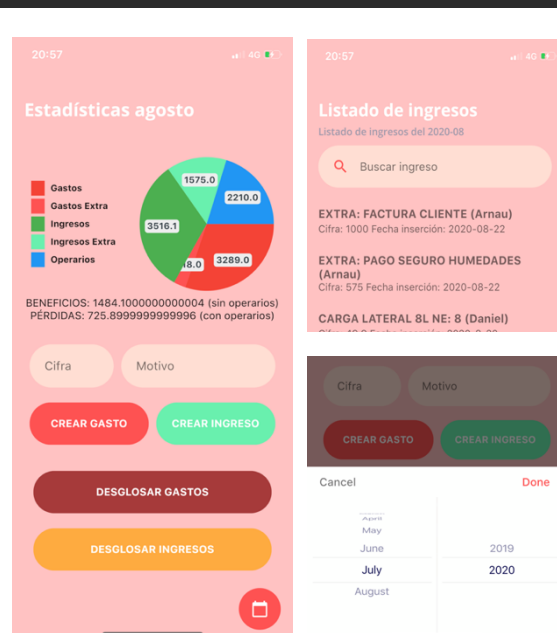 20:57
4G
Estadísticas agosto
Gastos
Gastos Extra
Ingresos
Ingresos Extra
Operarios
1575.0
2210.0
3516.1
8.0
3289.0
BENEFICIOS: 1484.1000000000004 (sin operarios)
PÉRDIDAS: 725.8999999999996 (con operarios)
Cifra
Motivo
CREAR GASTO
CREAR INGRESO
DESGLOSAR GASTOS
DESGLOSAR INGRESOS
20:57
4G
Listado de ingresos
Listado de ingresos del 2020-08
Buscar ingreso
EXTRA: FACTURA CLIENTE (Arnau)
Cifra: 1000 Fecha inserción: 2020-08-22
EXTRA: PAGO SEGURO HUMEDADES
(Arnau)
Cifra: 575 Fecha inserción: 2020-08-22
CARGA LATERAL 8L NE: 8 (Daniel)
Cifra
Motivo
CREAR GASTO
CREAR INGRESO
Cancel
Done
April
May
June
2019
July
2020
August